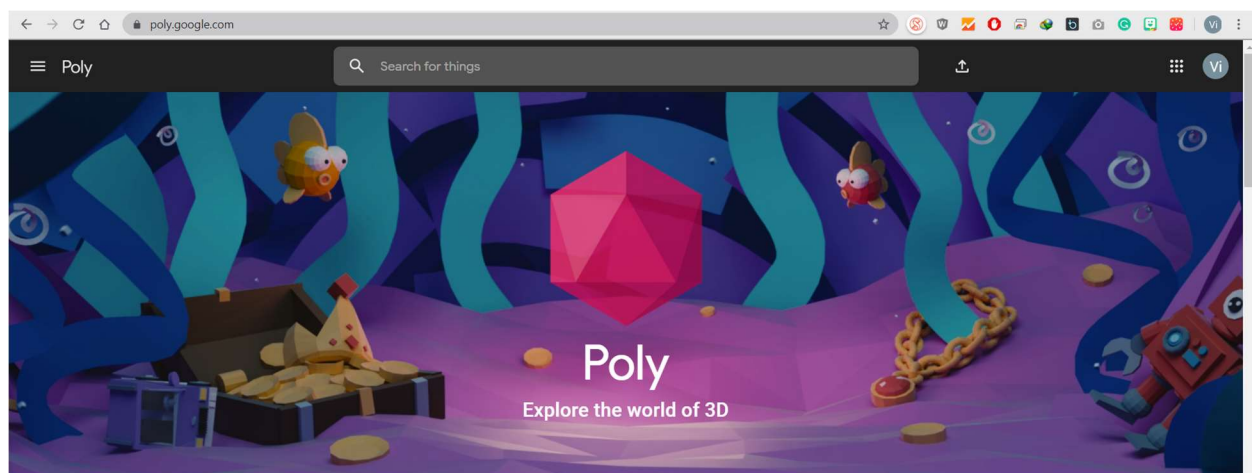 poly.google.com
Vi
Poly
Search for things
Vi
Poly
Explore the world of 3D